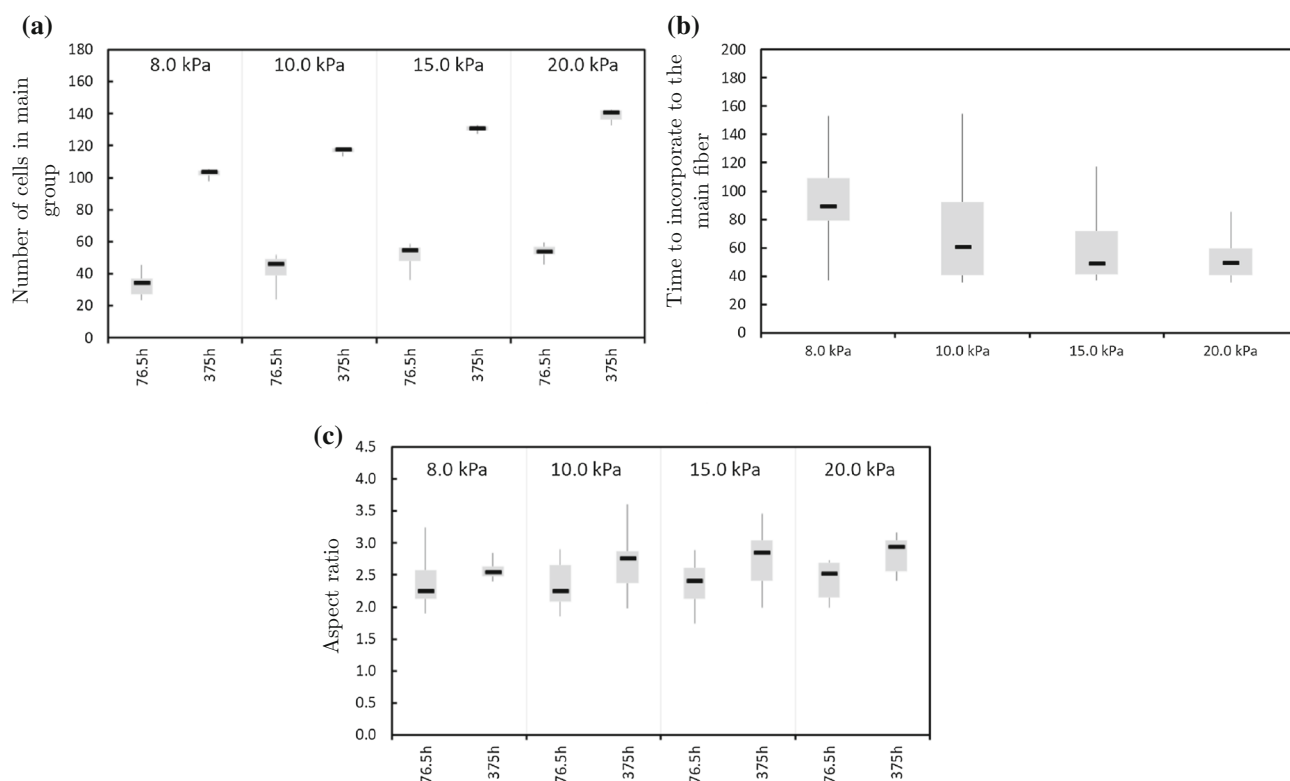 (a)
Number of cells in main
group
180
160
140
120
100
80
60
40
20
0
8.0 kPa 10.0 kPa 15.0 kPa 20.0 kPa
76.5h 375h 76.5h 375h 76.5h 375h 76.5h 375h
(b)
Time to incorporate to the
main fiber
200
180
160
140
120
100
80
60
40
20
0
8.0 kPa 10.0 kPa 15.0 kPa 20.0 kPa
(c)
Aspect ratio
4.5
4.0
3.5
3.0
2.5
2.0
1.5
1.0
0.5
0.0
8.0 kPa 10.0 kPa 15.0 kPa 20.0 kPa
76.5h 375h 76.5h 375h 76.5h 375h 76.5h 375h